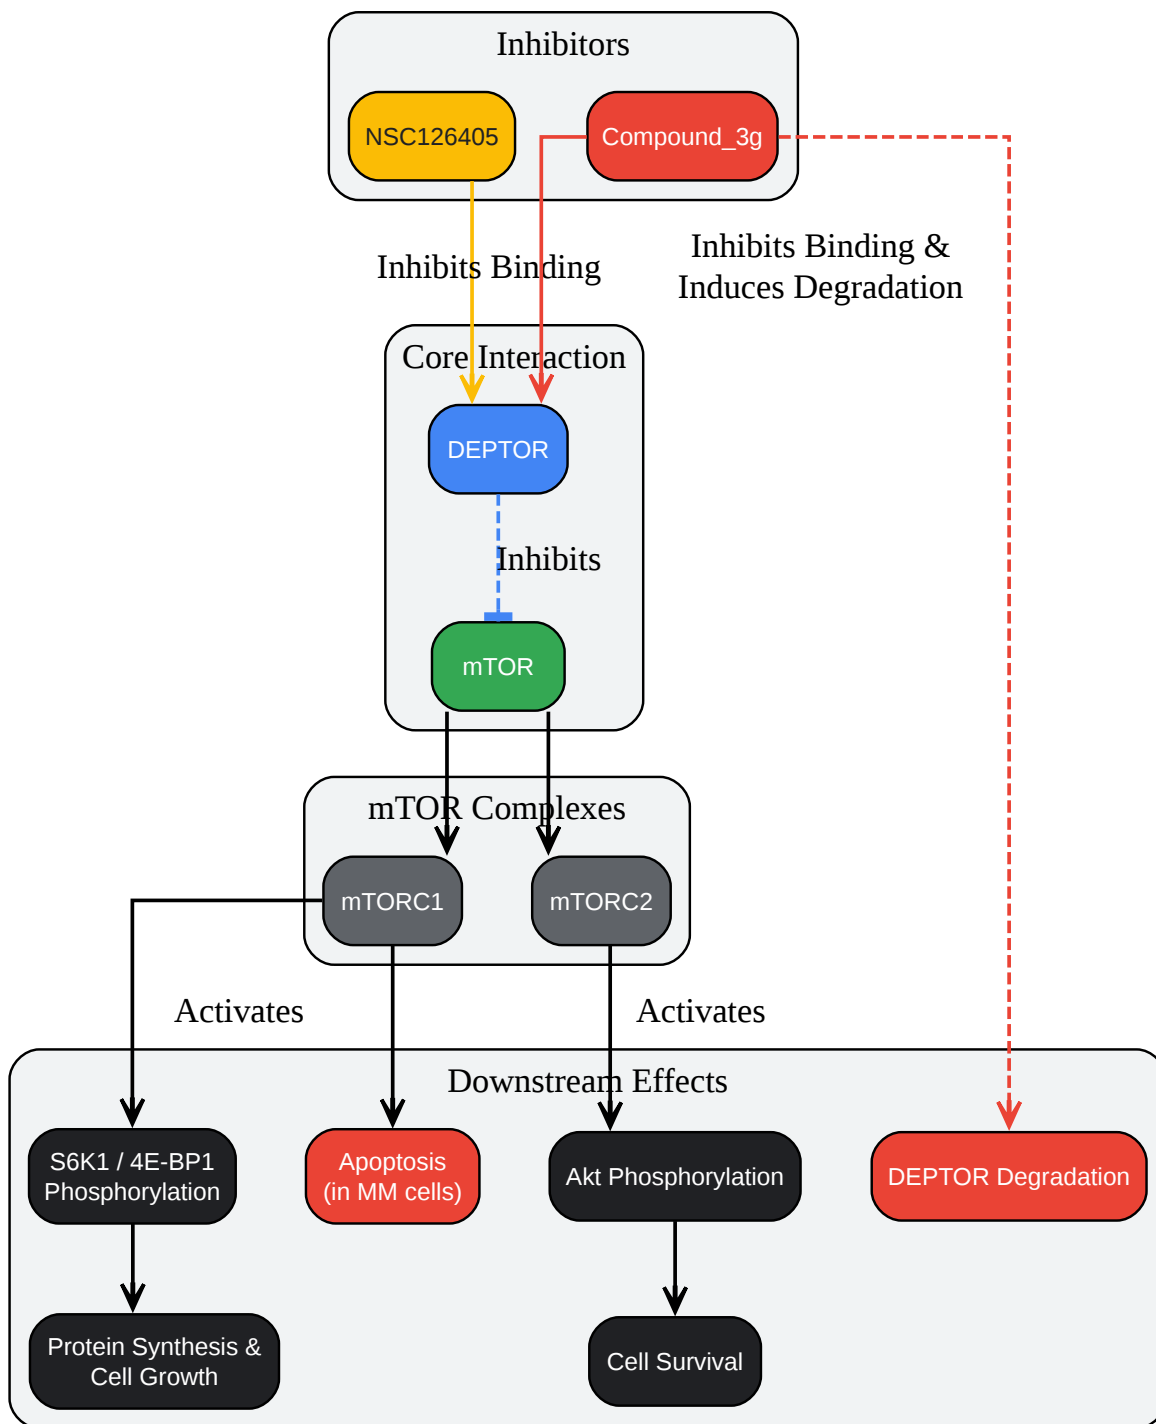 Inhibitors
NSC126405
Compound_3g
Inhibits Binding
Inhibits Binding &
Induces Degradation
Core Interaction
DEPTOR
Inhibits
mTOR
mTOR Complexes
mTORC1
mTORC2
Activates
Activates
Downstream Effects
S6K1 / 4E-BP1
Phosphorylation
Apoptosis
(in MM cells)
Akt Phosphorylation
DEPTOR Degradation
Protein Synthesis &
Cell Growth
Cell Survival